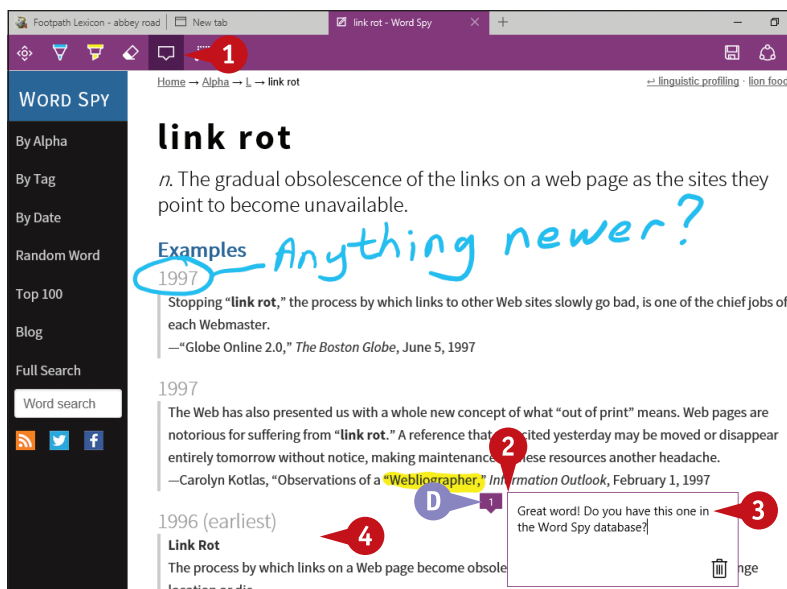 Footpath Lexicon - abbey road New tab link rot - Word Spy
1
Home → Alpha → L → link rot ↩ linguistic profiling · lion food
WORD SPY
By Alpha
By Tag
By Date
Random Word
Top 100
Blog
Full Search
Word search
link rot
n. The gradual obsolescence of the links on a web page as the sites they
point to become unavailable.
Anything newer?
Examples
1997
Stopping “link rot,” the process by which links to other Web sites slowly go bad, is one of the chief jobs of
each Webmaster.
—“Globe Online 2.0,” The Boston Globe, June 5, 1997
1997
The Web has also presented us with a whole new concept of what “out of print” means. Web pages are
notorious for suffering from “link rot.” A reference that cited yesterday may be moved or disappear
entirely tomorrow without notice, making maintenance these resources another headache.
—Carolyn Kotlas, “Observations of a “Webliographer,” Information Outlook, February 1, 1997
2
D
1
Great word! Do you have this one in
the Word Spy database?
3
1996 (earliest)
4
Link Rot
The process by which links on a Web page become obsole nge
location or die